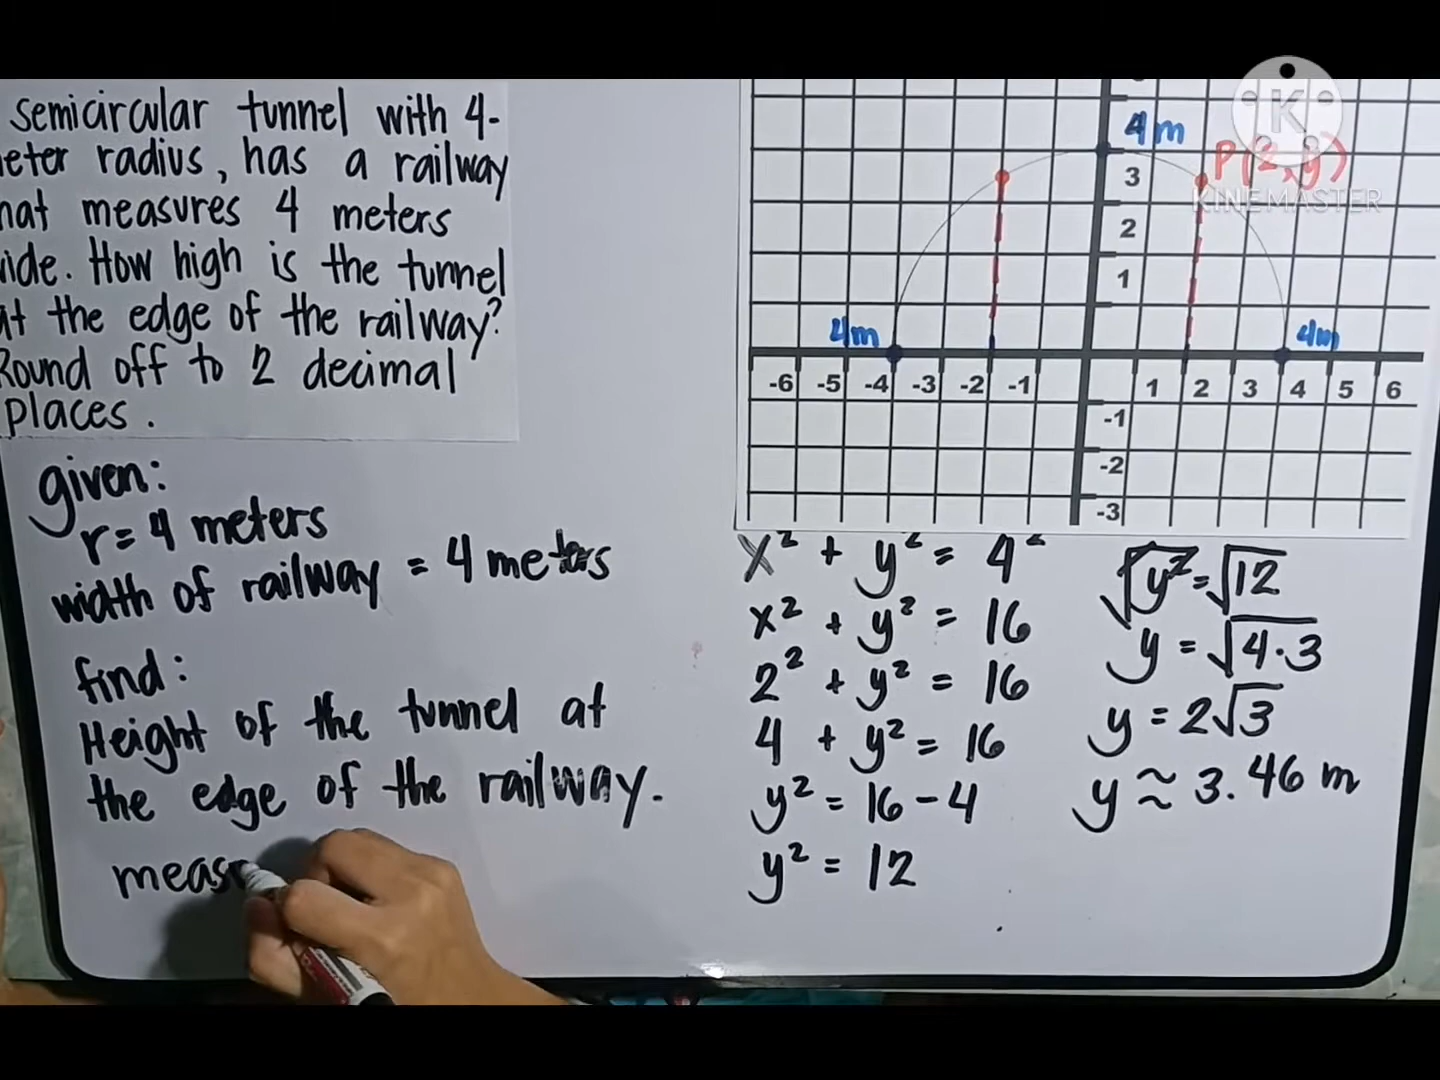 semicircular tunnel with 4-
eter radius, has a railway
hat measures 4 meters
ide. How high is the tunnel
at the edge of the railway?
Round off to 2 decimal
places.
given:
r = 4 meters
width of railway = 4 meters
find:
Height of the tunnel at
the edge of the railway.
meas
4m
P(2,y)
K
KINEMASTER
3
2
1
4m
4m
-6 -5 -4 -3 -2 -1 1 2 3 4 5 6
-1
-2
-3
x² + y² = 4²
x² + y² = 16
2² + y² = 16
4 + y² = 16
y² = 16 - 4
y² = 12
√y² = √12
y = √4·3
y = 2√3
y ≈ 3.46 m